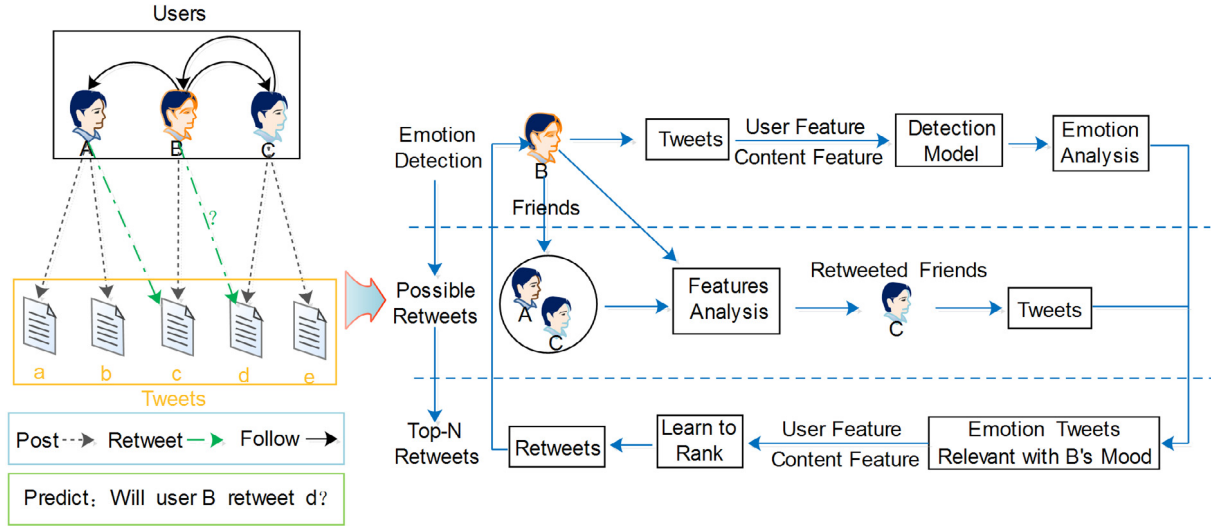 Users
A
B
C
?
a
b
c
d
e
Tweets
Post
Retweet
Follow
Predict: Will user B retweet d?
Emotion
Detection
B
Tweets
User Feature
Content Feature
Detection
Model
Emotion
Analysis
Friends
Possible
Retweets
A
C
Features
Analysis
Retweeted Friends
C
Tweets
Top-N
Retweets
Retweets
Learn to
Rank
User Feature
Content Feature
Emotion Tweets
Relevant with B's Mood